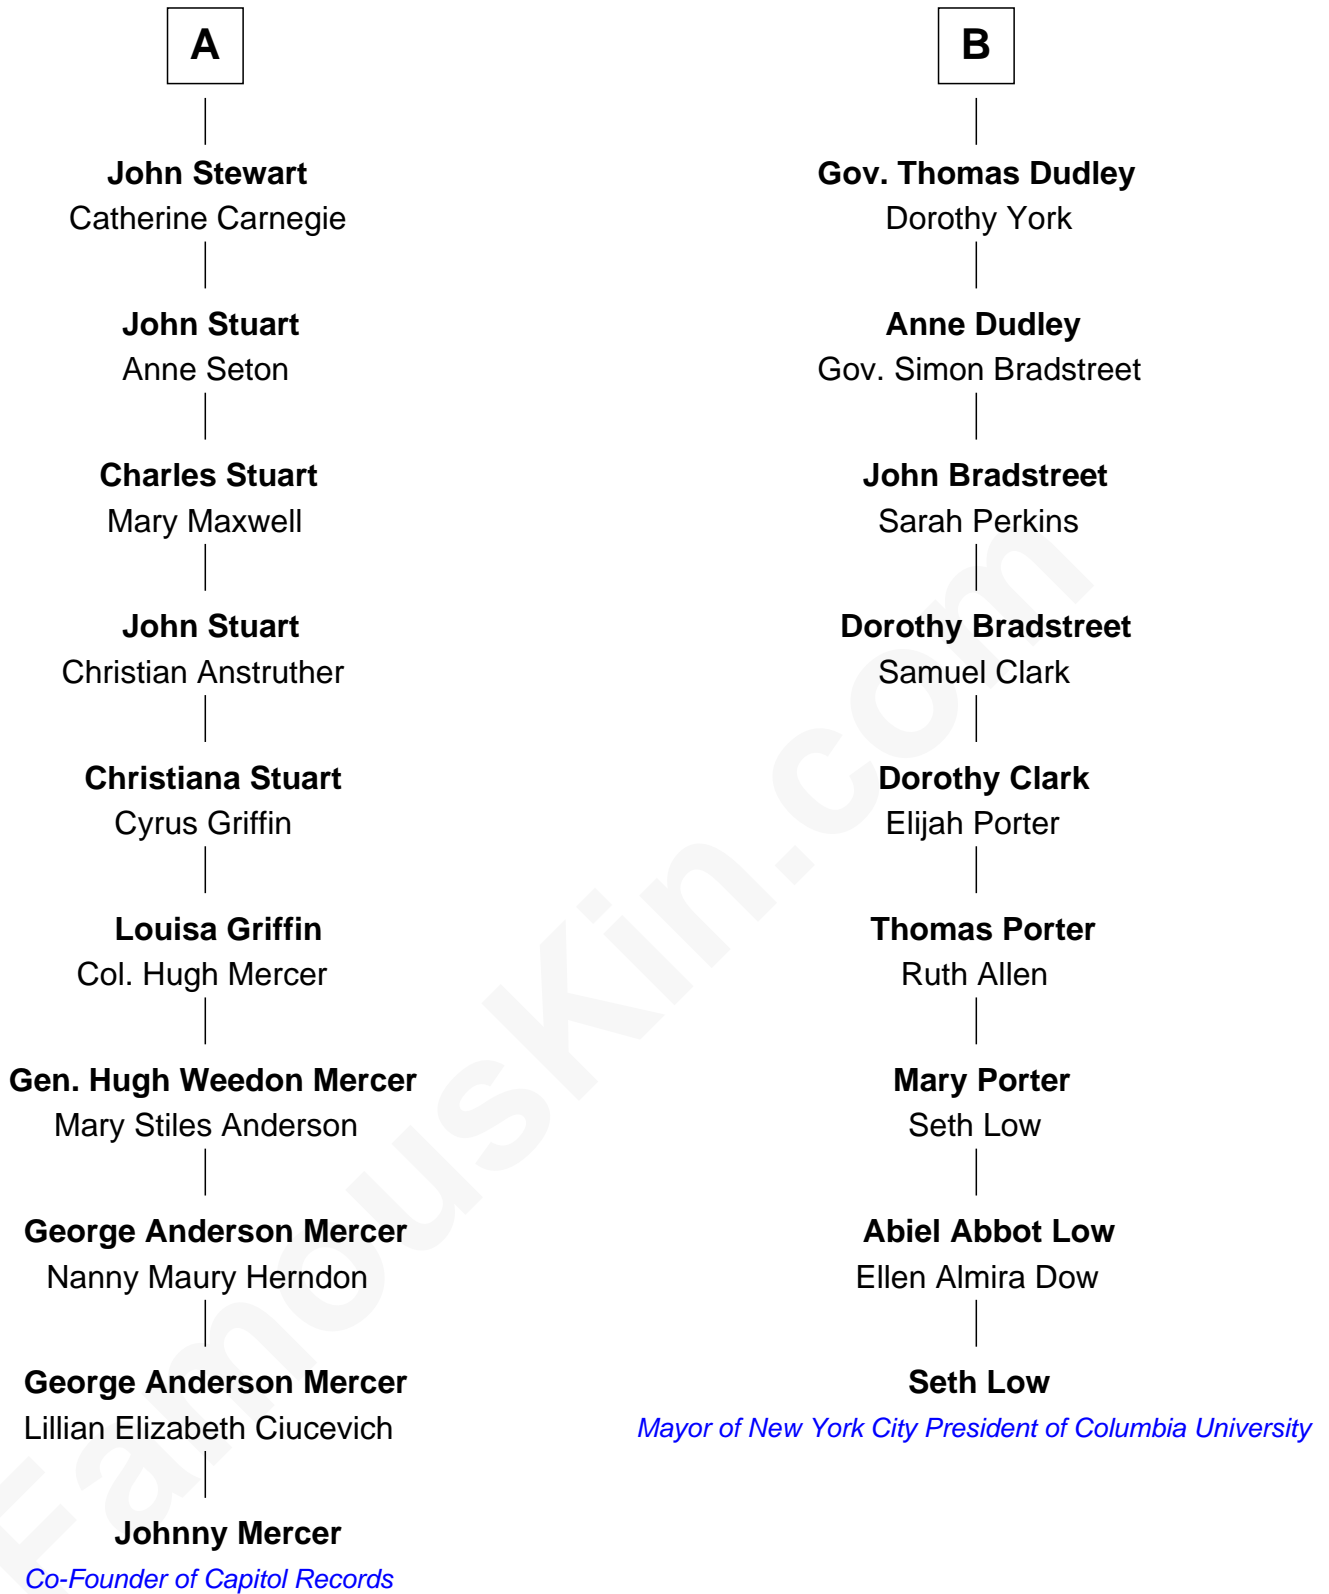 A
John Stewart
Catherine Carnegie
John Stuart
Anne Seton
Charles Stuart
Mary Maxwell
John Stuart
Christian Anstruther
Christiana Stuart
Cyrus Griffin
Louisa Griffin
Col. Hugh Mercer
Gen. Hugh Weedon Mercer
Mary Stiles Anderson
George Anderson Mercer
Nanny Maury Herndon
George Anderson Mercer
Lillian Elizabeth Ciucevich
Johnny Mercer
Co-Founder of Capitol Records
B
Gov. Thomas Dudley
Dorothy York
Anne Dudley
Gov. Simon Bradstreet
John Bradstreet
Sarah Perkins
Dorothy Bradstreet
Samuel Clark
Dorothy Clark
Elijah Porter
Thomas Porter
Ruth Allen
Mary Porter
Seth Low
Abiel Abbot Low
Ellen Almira Dow
Seth Low
Mayor of New York City President of Columbia University
FamousKin.com